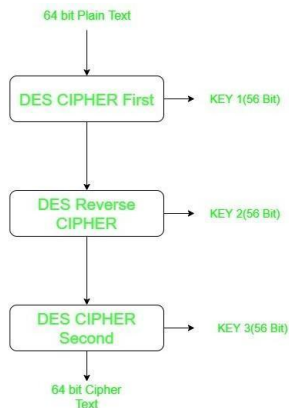 64 bit Plain Text
DES CIPHER First
KEY 1(56 Bit)
DES Reverse
CIPHER
KEY 2(56 Bit)
DES CIPHER
Second
KEY 3(56 Bit)
64 bit Cipher
Text